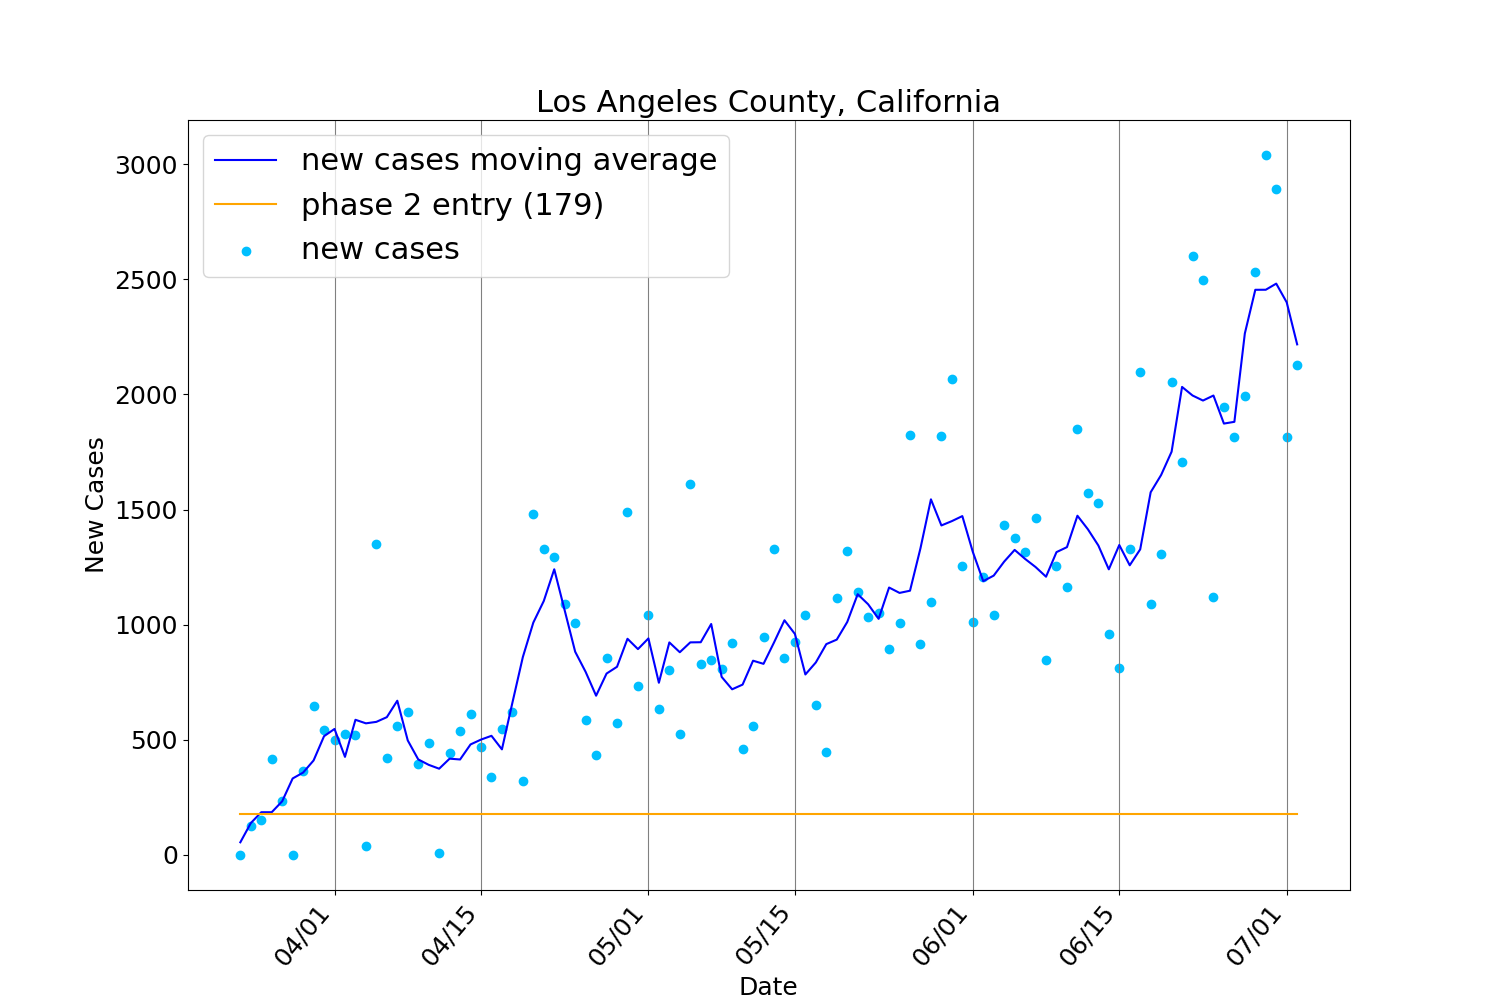 Los Angeles County, California
new cases moving average
phase 2 entry (179)
new cases
3000
2500
2000
1500
1000
500
0
New Cases
04/01
04/15
05/01
05/15
06/01
06/15
07/01
Date